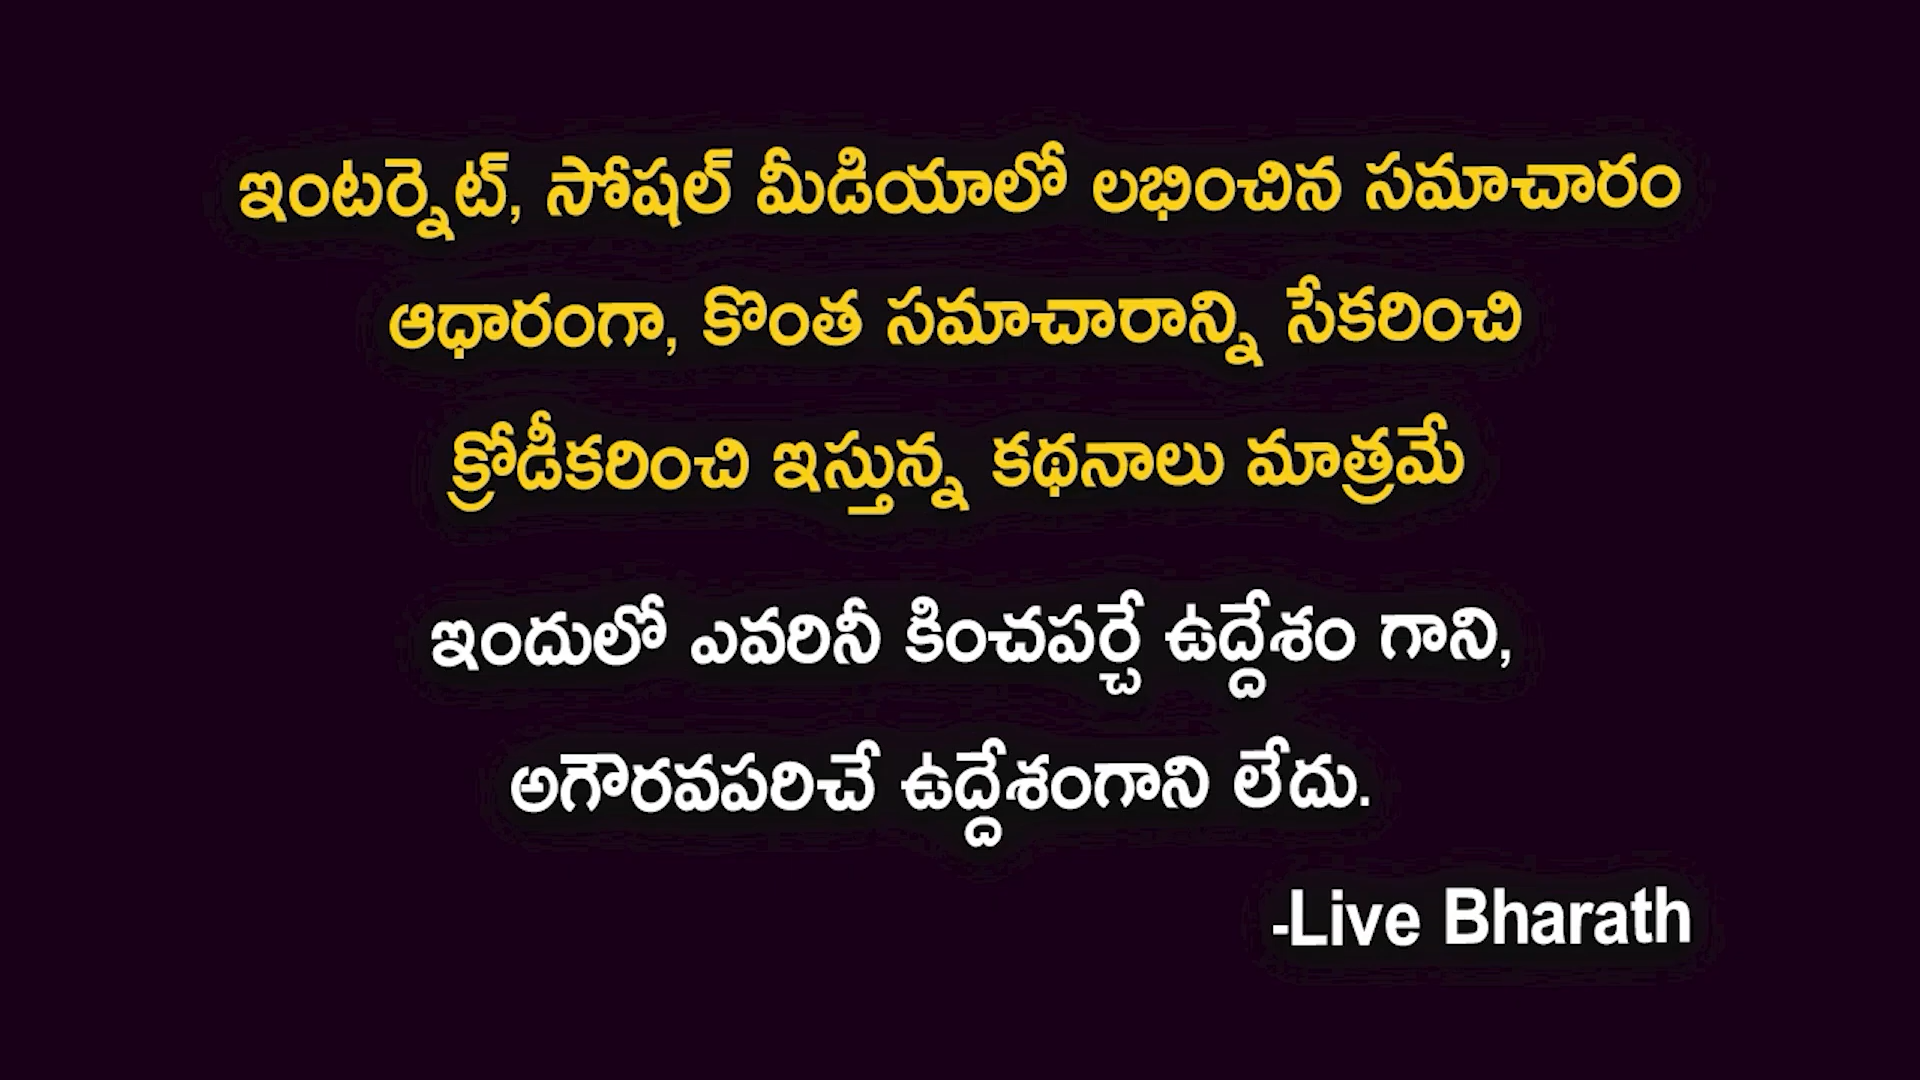 ఇంటర్నెట్, సోషల్ మీడియాలో లభించిన సమాచారం
ఆధారంగా, కొంత సమాచారాన్ని సేకరించి
క్రోడీకరించి ఇస్తున్న కథనాలు మాత్రమే
ఇందులో ఎవరినీ కించపర్చే ఉద్దేశం గాని,
అగౌరవపరిచే ఉద్దేశంగాని లేదు.
-Live Bharath